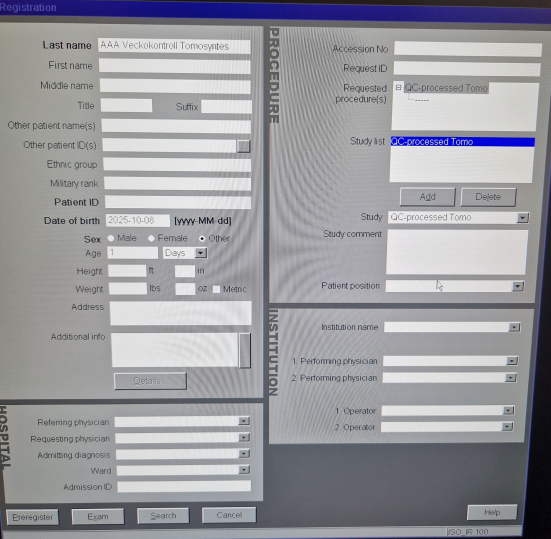 Registration
Last name AAA Veckokontroll Tomosyntes
First name
Middle name
Title Suffix
Other patient name(s)
Other patient ID(s)
Ethnic group
Military rank
Patient ID
Date of birth 2025-10-08 [yyyy-MM-dd]
Sex Male Female Other
Age 1 Days
Height ft in
Weight lbs oz Metric
Address
Additional info
Details...
PROCEDURE
Accession No
Request ID
Requested procedure(s) QC-processed Tomo
-----
Study list QC-processed Tomo
Add Delete
Study QC-processed Tomo
Study comment
Patient position
INSTITUTION
Institution name
1. Performing physician
2. Performing physician
1. Operator
2. Operator
HOSPITAL
Referring physician
Requesting physician
Admitting diagnosis
Ward
Admission ID
Preregister Exam Search Cancel Help
ISO_IR 100